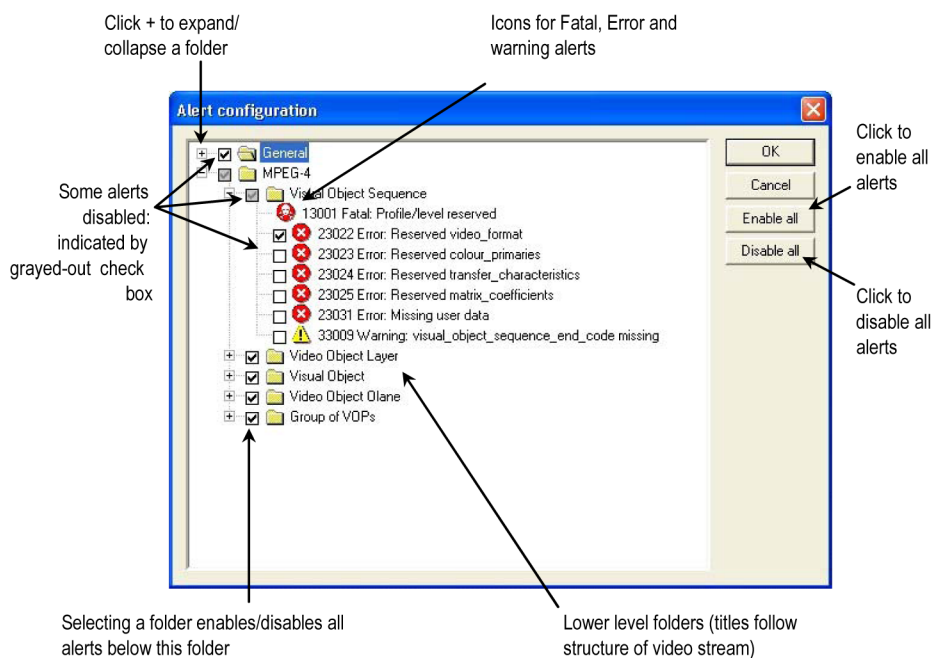 Click + to expand/
collapse a folder
Icons for Fatal, Error and
warning alerts
Alert configuration
General
MPEG-4
Visual Object Sequence
13001 Fatal: Profile/level reserved
23022 Error: Reserved video_format
23023 Error: Reserved colour_primaries
23024 Error: Reserved transfer_characteristics
23025 Error: Reserved matrix_coefficients
23031 Error: Missing user data
33009 Warning: visual_object_sequence_end_code missing
Video Object Layer
Visual Object
Video Object Olane
Group of VOPs
OK
Cancel
Enable all
Disable all
Some alerts
disabled:
indicated by
grayed-out check
box
Click to
enable all
alerts
Click to
disable all
alerts
Selecting a folder enables/disables all
alerts below this folder
Lower level folders (titles follow
structure of video stream)